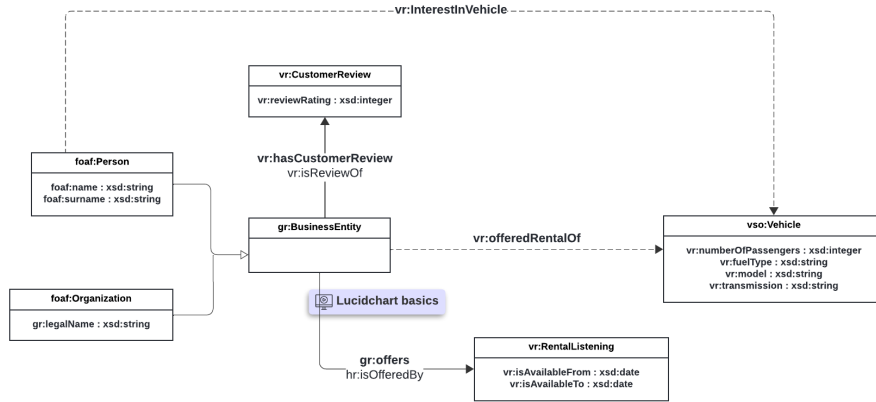 vr:InterestInVehicle
vr:CustomerReview
vr:reviewRating : xsd:integer
foaf:Person
foaf:name : xsd:string
foaf:surname : xsd:string
vr:hasCustomerReview
vr:isReviewOf
gr:BusinessEntity
vr:offeredRentalOf
vso:Vehicle
vr:numberOfPassengers : xsd:integer
vr:fuelType : xsd:string
vr:model : xsd:string
vr:transmission : xsd:string
foaf:Organization
gr:legalName : xsd:string
Lucidchart basics
gr:offers
hr:isOfferedBy
vr:RentalListening
vr:isAvailableFrom : xsd:date
vr:isAvailableTo : xsd:date